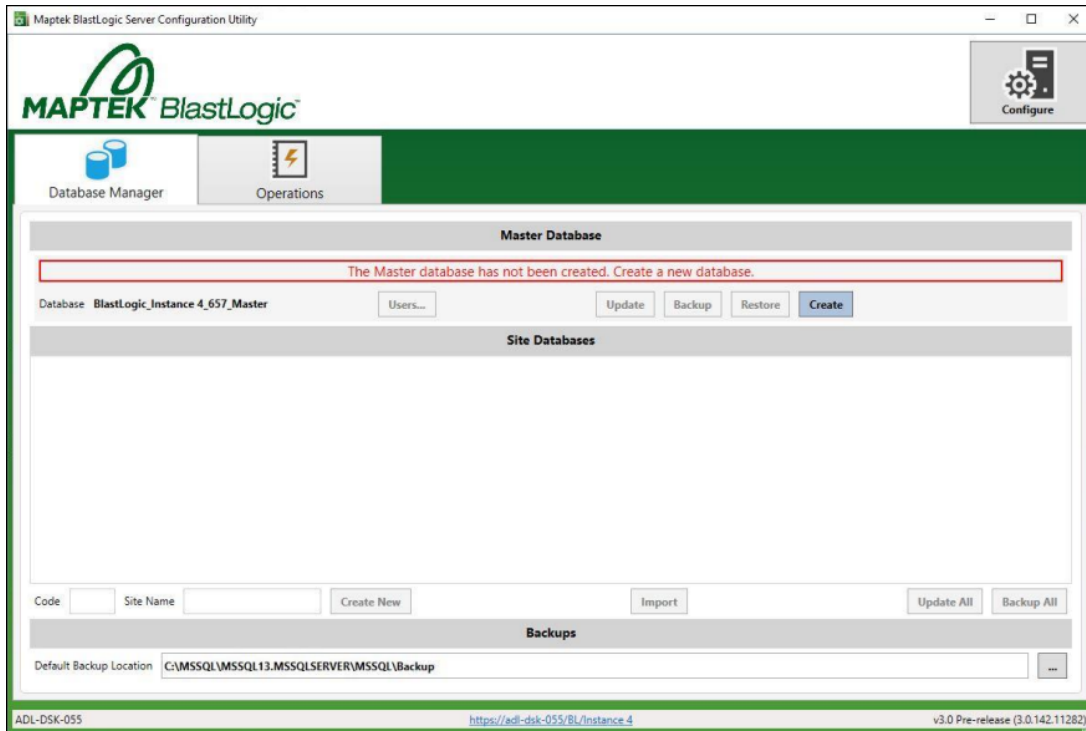 Maptek BlastLogic Server Configuration Utility
MAPTEK™ BlastLogic™
Configure
Database Manager
Operations
Master Database
The Master database has not been created. Create a new database.
Database BlastLogic_Instance 4_657_Master Users... Update Backup Restore Create
Site Databases
Code Site Name Create New Import Update All Backup All
Backups
Default Backup Location C:\MSSQL\MSSQL13.MSSQLSERVER\MSSQL\Backup ...
ADL-DSK-055 https://adl-dsk-055/BL/Instance 4 v3.0 Pre-release (3.0.142.11282)